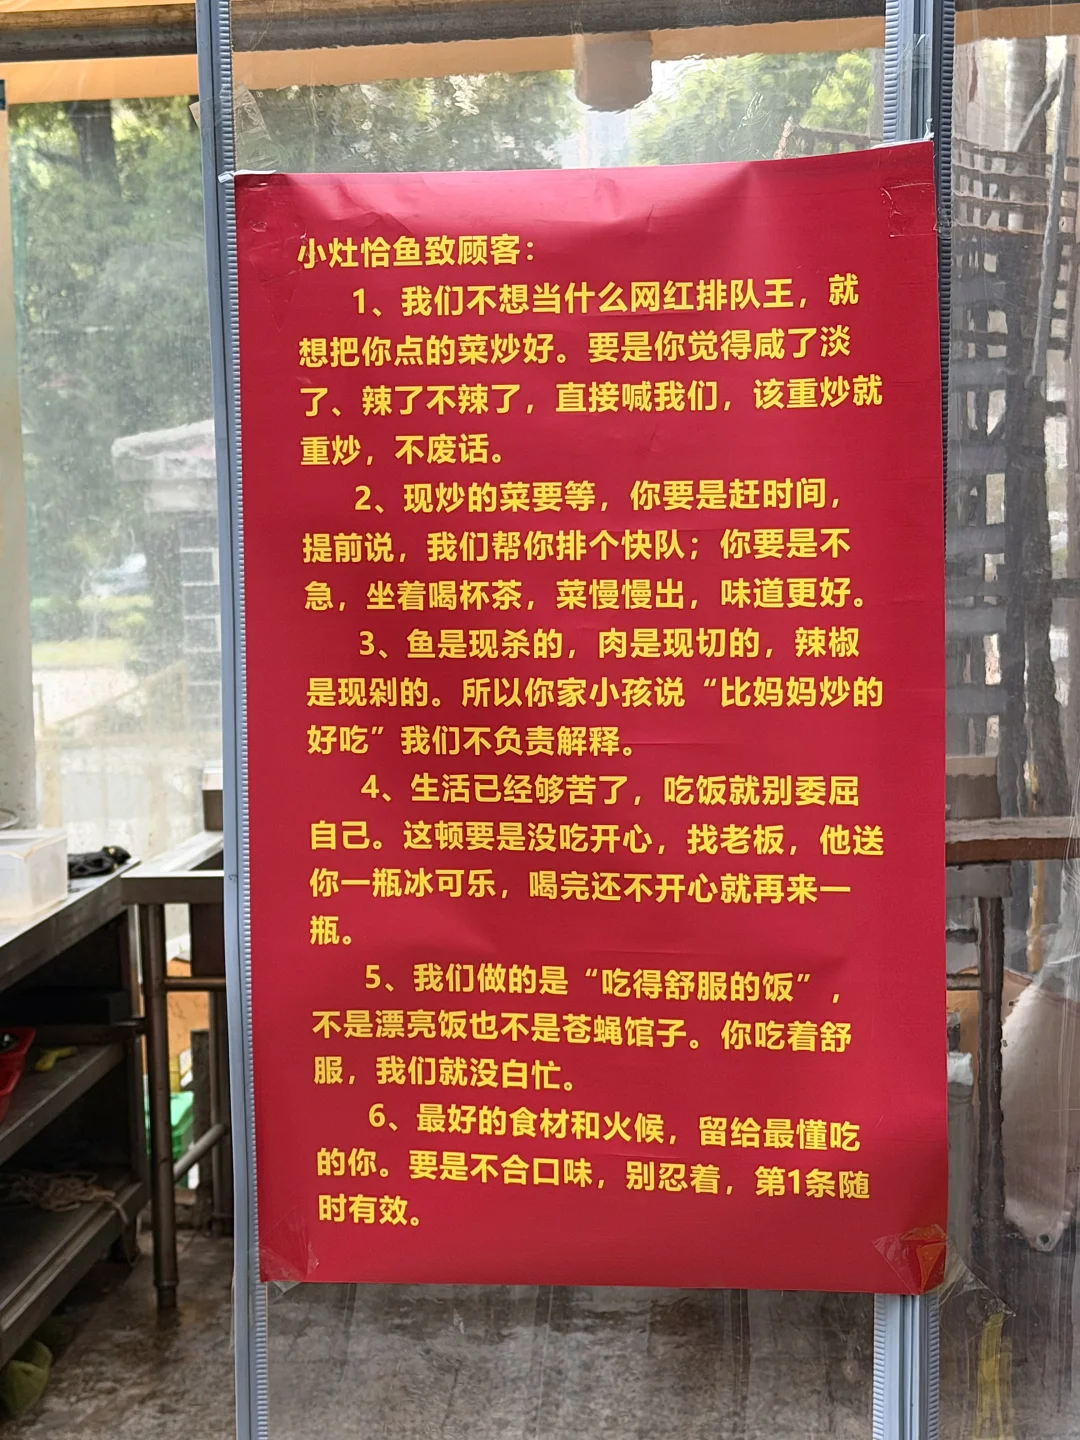 小灶恰鱼致顾客：
1、我们不想当什么网红排队王，就
想把你点的菜炒好。要是你觉得咸了淡
了、辣了不辣了，直接喊我们，该重炒就
重炒，不废话。
2、现炒的菜要等，你要是赶时间，
提前说，我们帮你排个快队；你要是不
急，坐着喝杯茶，菜慢慢出，味道更好。
3、鱼是现杀的，肉是现切的，辣椒
是现剁的。所以你家小孩说“比妈妈炒的
好吃”我们不负责解释。
4、生活已经够苦了，吃饭就别委屈
自己。这顿要是没吃开心，找老板，他送
你一瓶冰可乐，喝完还不开心就再来一
瓶。
5、我们做的是“吃得舒服的饭”，
不是漂亮饭也不是苍蝇馆子。你吃着舒
服，我们就没白忙。
6、最好的食材和火候，留给最懂吃
的你。要是不合口味，别忍着，第1条随
时有效。